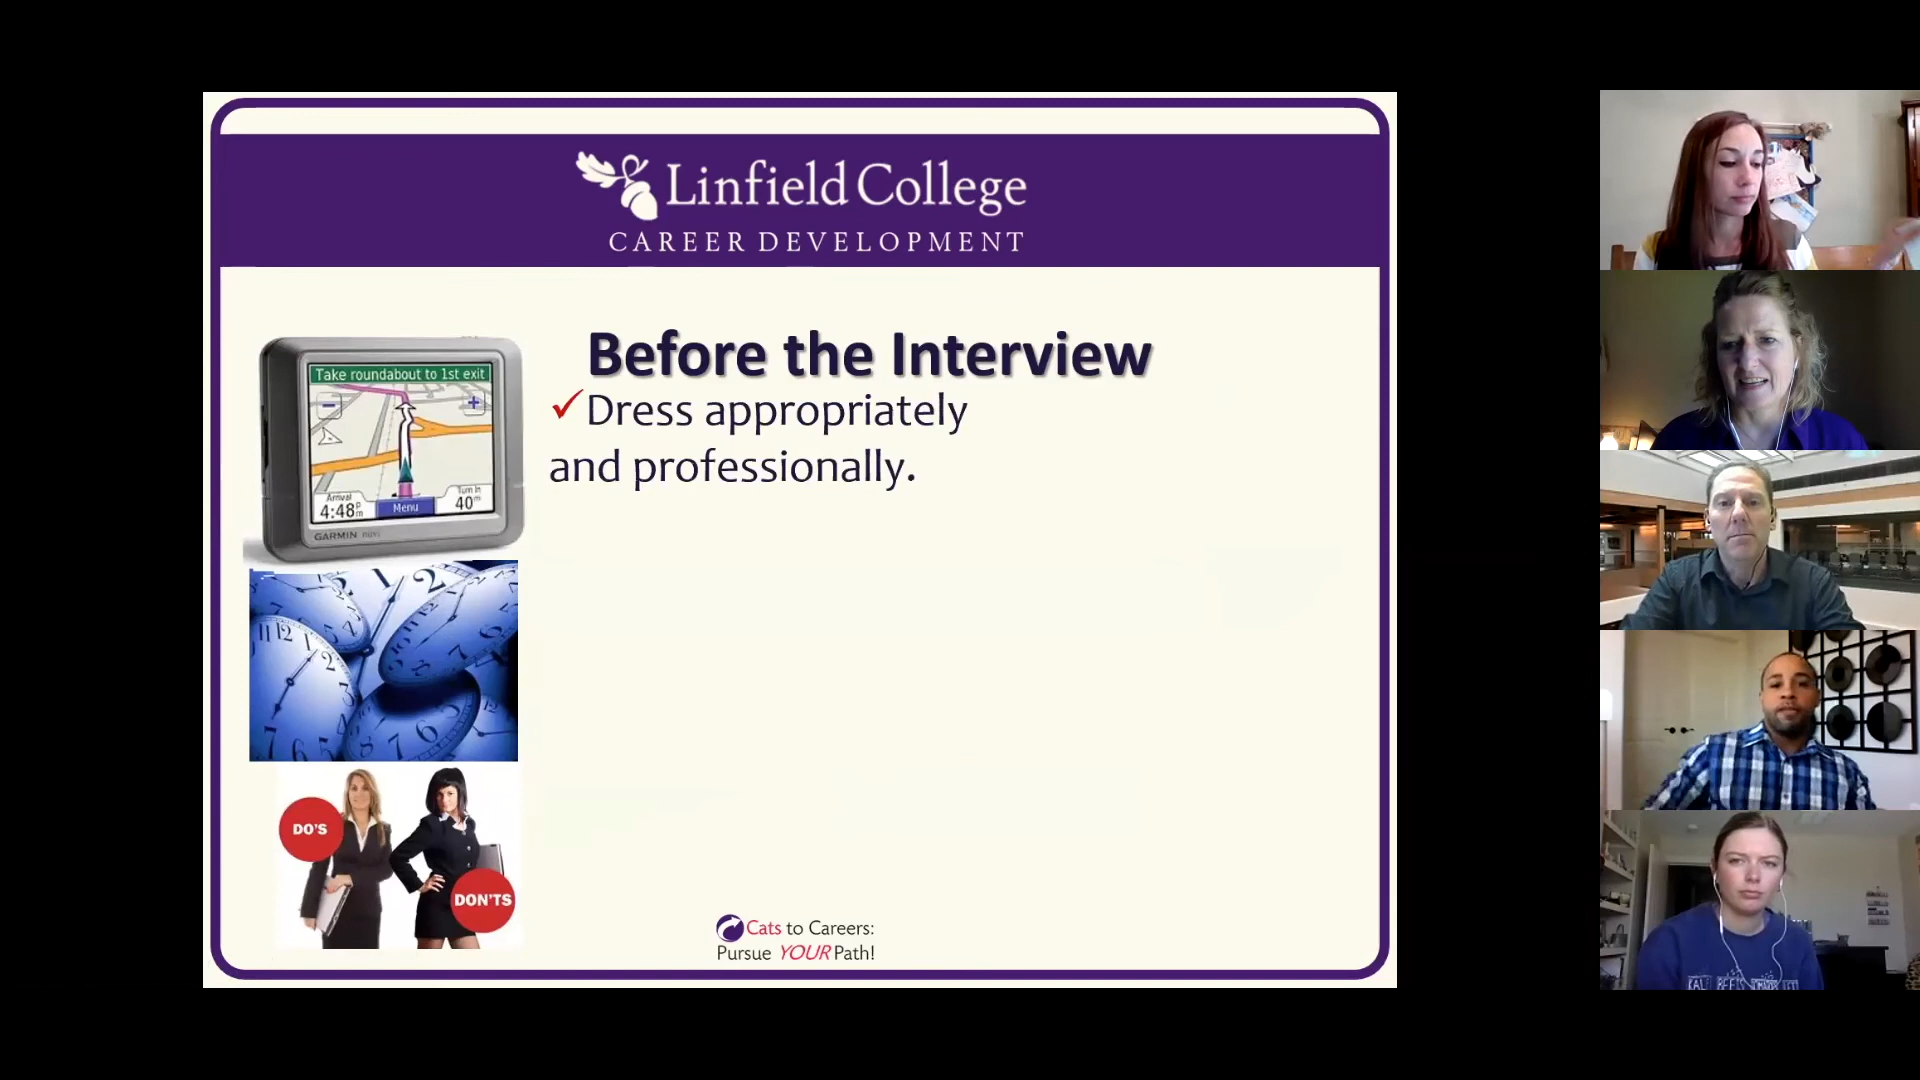 Linfield College
CAREER DEVELOPMENT
Before the Interview
✓Dress appropriately
and professionally.
Take roundabout to 1st exit
Arrival
4:48 pm
Menu
Turn In
40 m
GARMIN nüvi
DO'S
DON'TS
Cats to Careers:
Pursue YOUR Path!